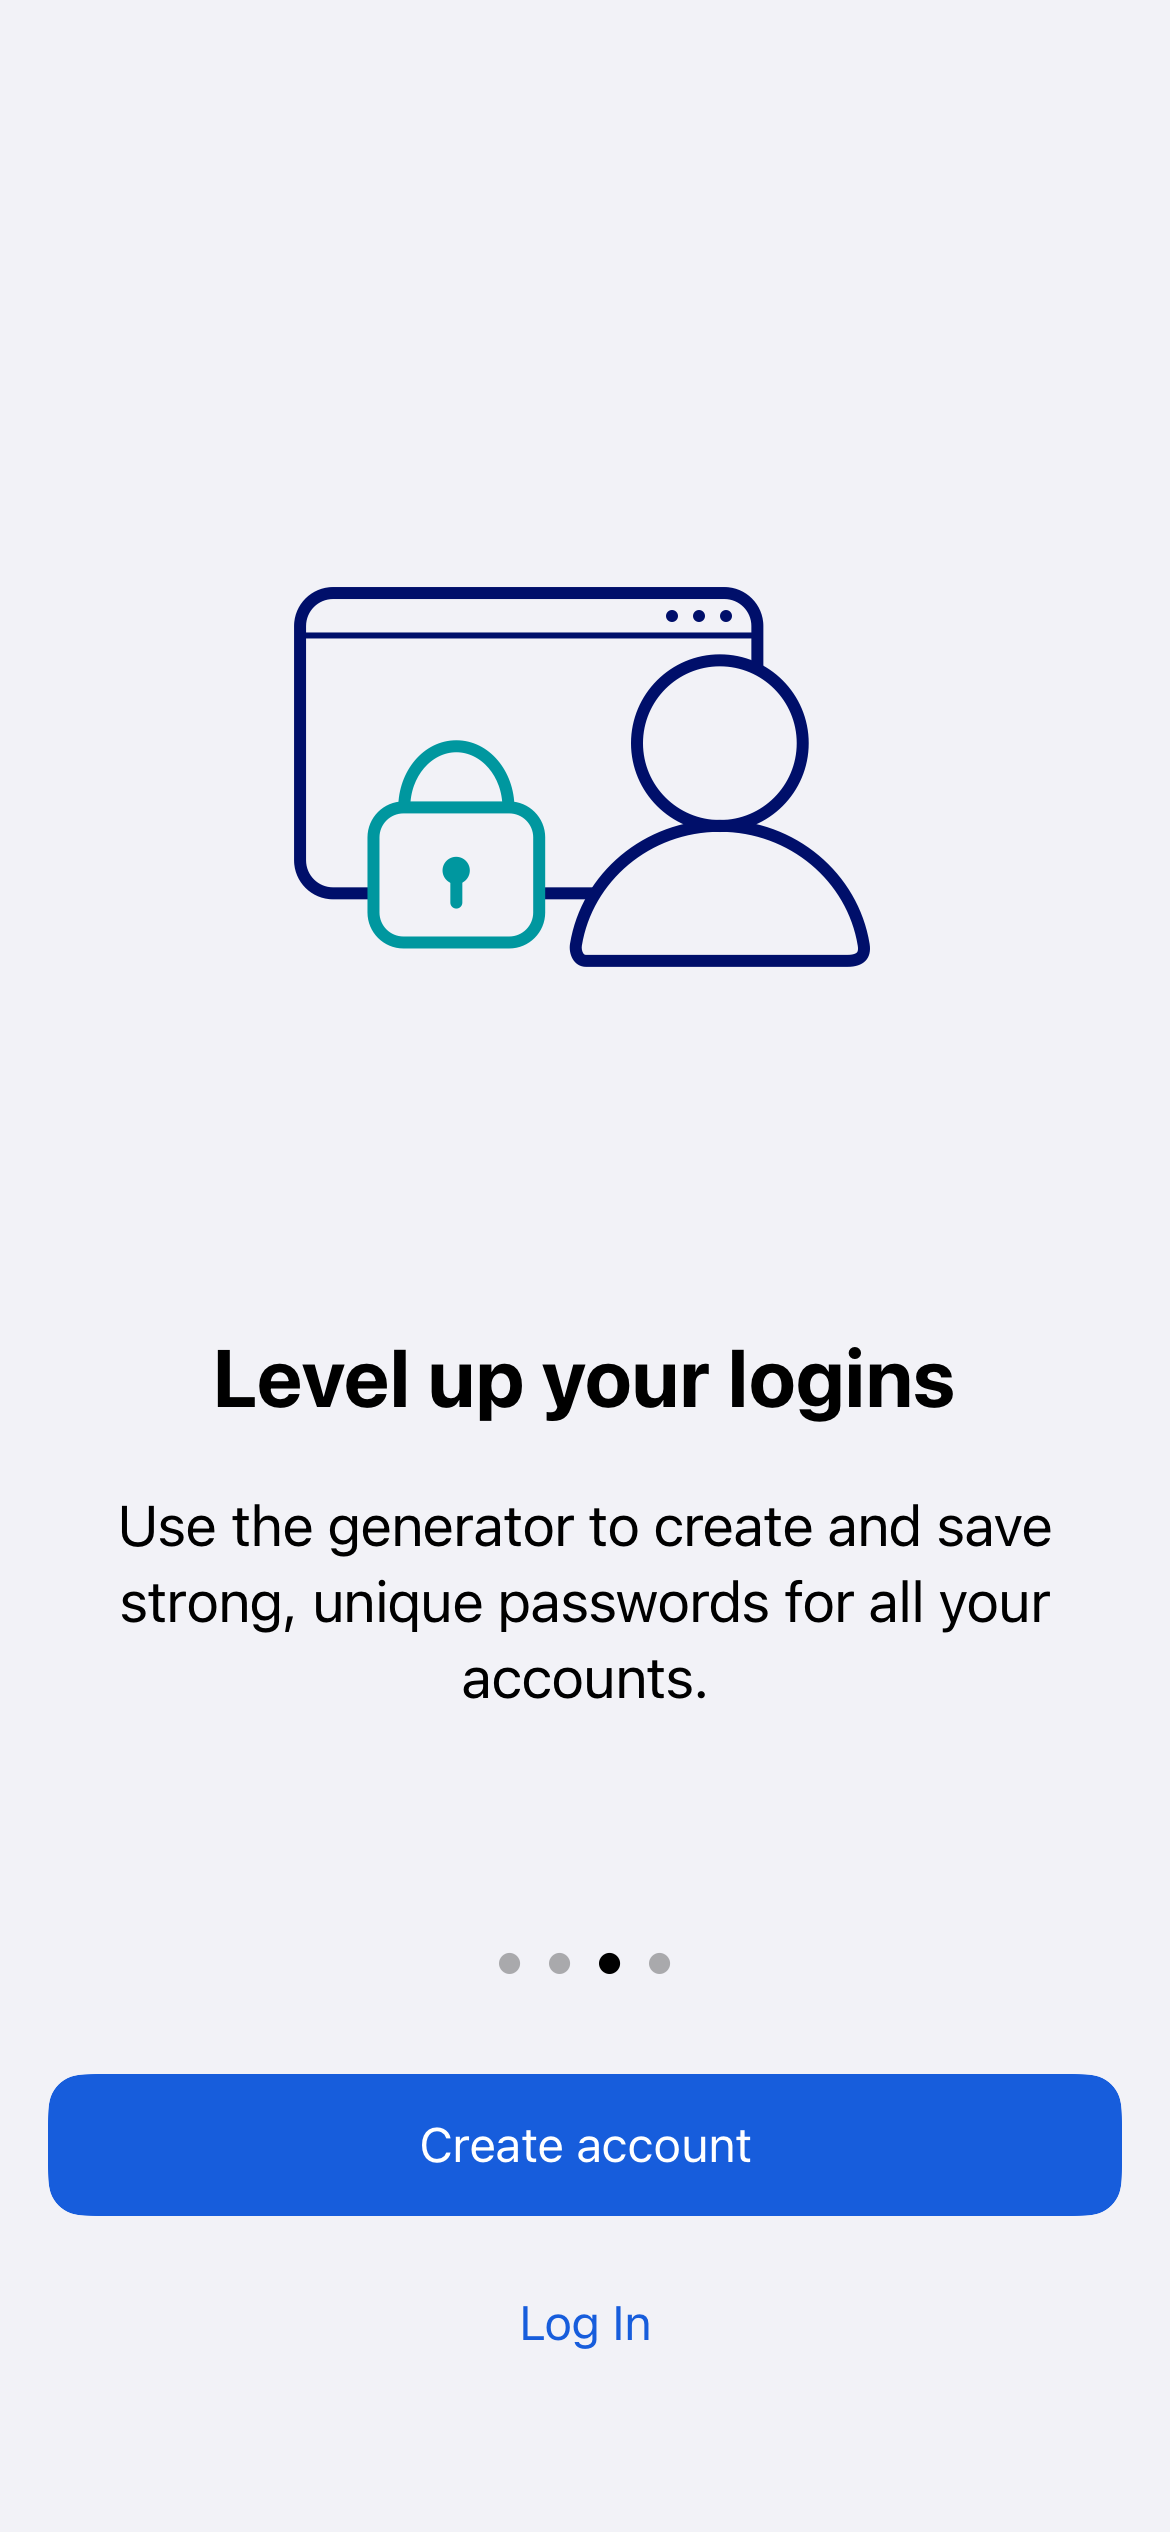 Level up your logins
Use the generator to create and save
strong, unique passwords for all your
accounts.
Create account
Log In